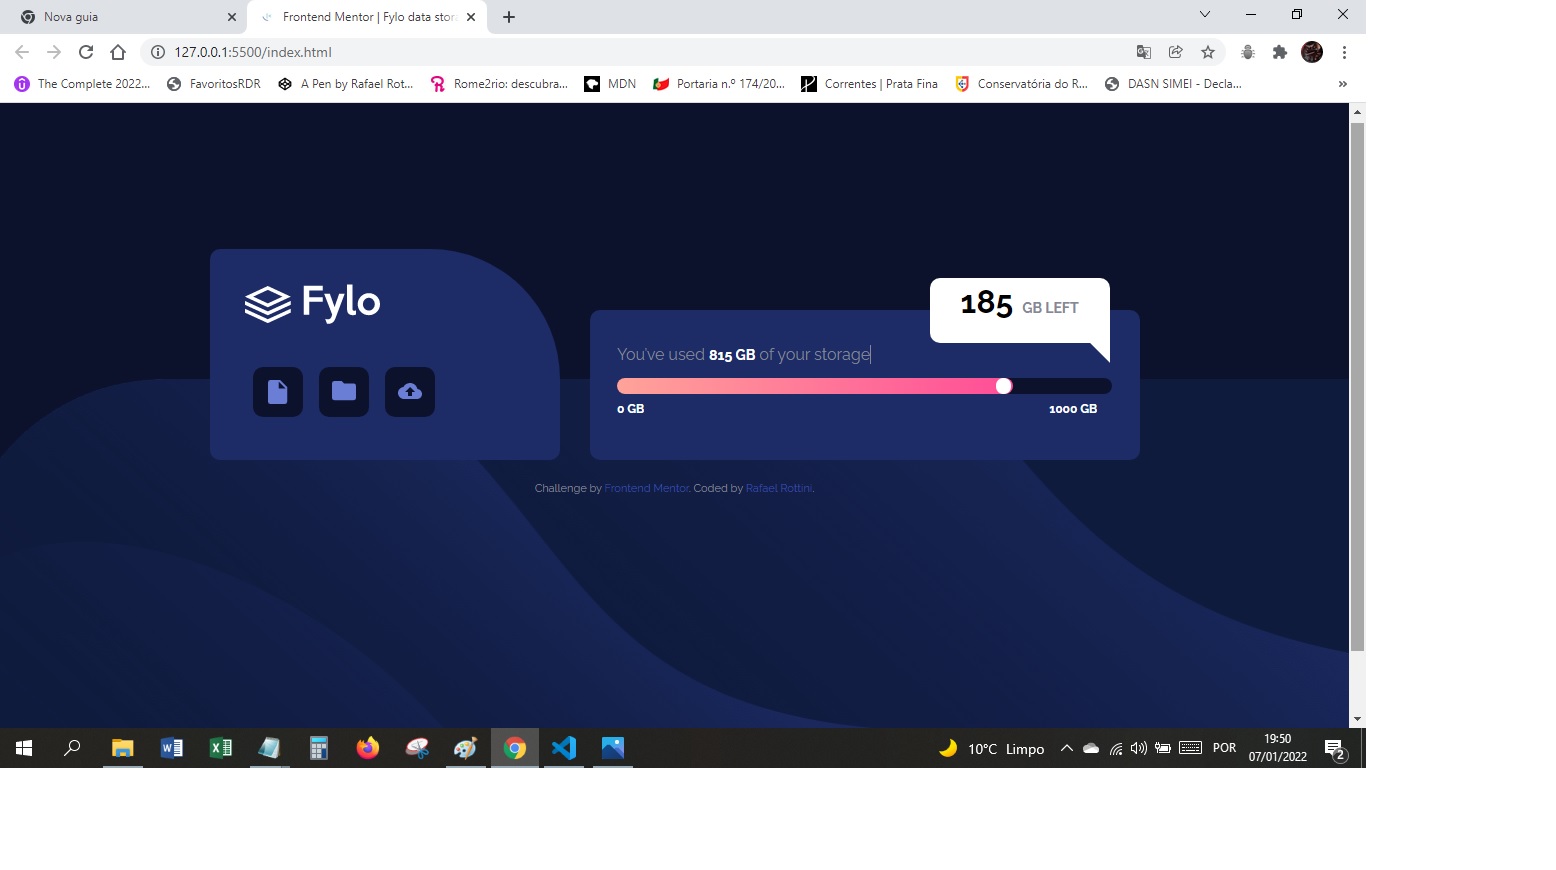 Nova guia
Frontend Mentor | Fylo data stor
127.0.0.1:5500/index.html
The Complete 2022...
FavoritosRDR
A Pen by Rafael Rot...
Rome2rio: descubra...
MDN
Portaria n.º 174/20...
Correntes | Prata Fina
Conservatória do R...
DASN SIMEI - Decla...
»
Fylo
185 GB LEFT
You've used 815 GB of your storage
0 GB
1000 GB
Challenge by Frontend Mentor. Coded by Rafael Rottini.
10°C Limpo
POR
19:50
07/01/2022
2